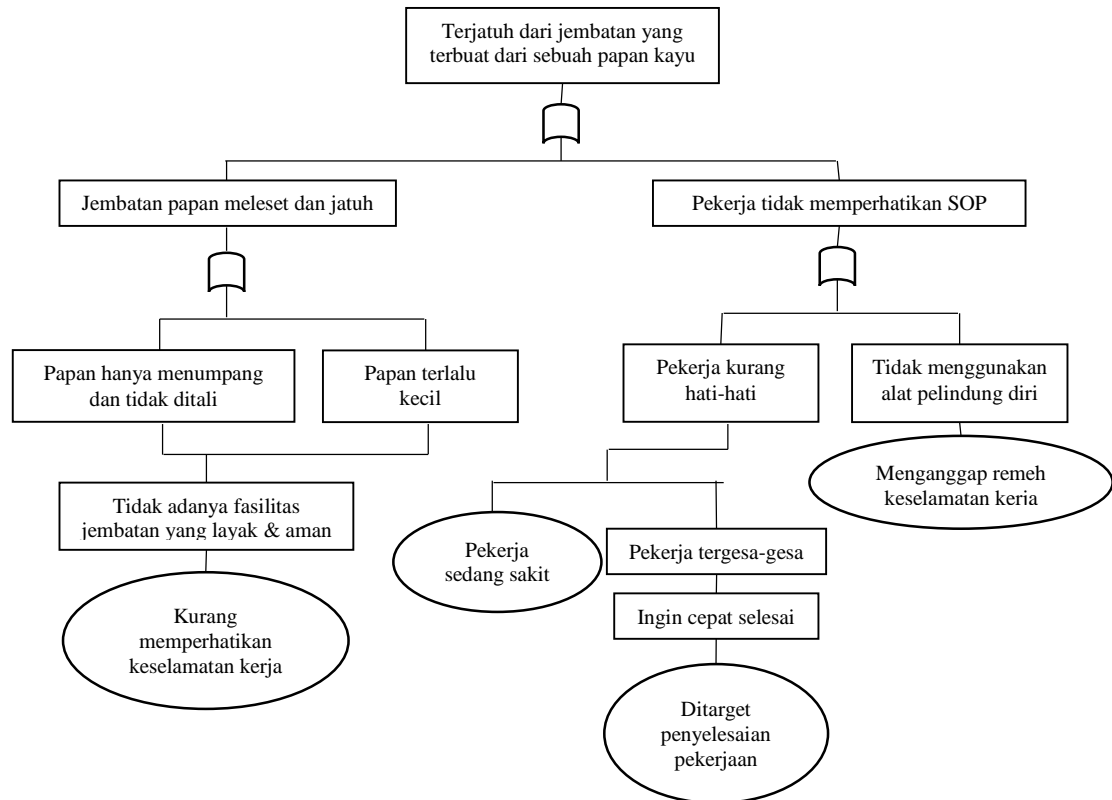 Terjatuh dari jembatan yang
terbuat dari sebuah papan kayu
Jembatan papan meleset dan jatuh
Pekerja tidak memperhatikan SOP
Papan hanya menumpang
dan tidak ditali
Papan terlalu
kecil
Pekerja kurang
hati-hati
Tidak menggunakan
alat pelindung diri
Menganggap remeh
keselamatan kerja
Tidak adanya fasilitas
jembatan yang layak & aman
Pekerja
sedang sakit
Pekerja tergesa-gesa
Ingin cepat selesai
Kurang
memperhatikan
keselamatan kerja
Ditarget
penyelesaian
pekerjaan